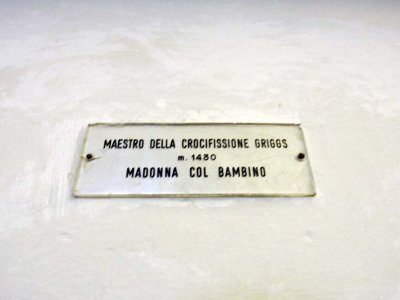 MAESTRO DELLA CROCIFISSIONE GRIGGS
m. 1430
MADONNA COL BAMBINO